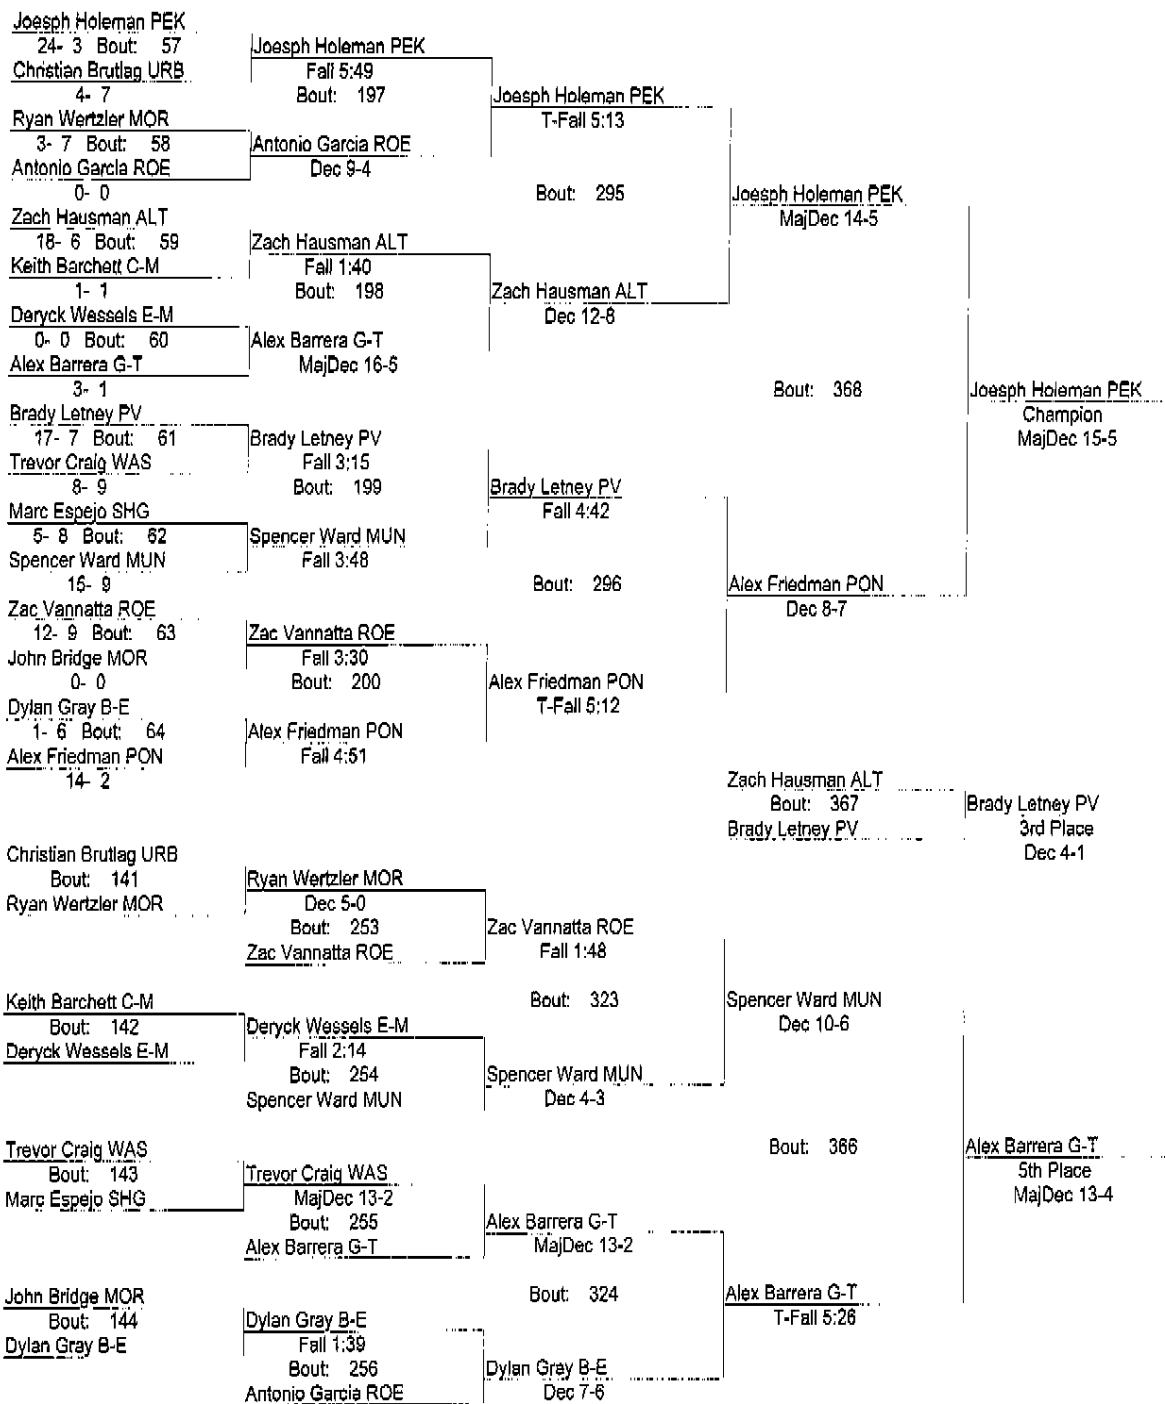 Joesph Holeman PEK
24- 3 Bout: 57
Christian Brutlag URB
4- 7
Ryan Wertzler MOR
3- 7 Bout: 58
Antonio Garcia ROE
0- 0
Zach Hausman ALT
18- 6 Bout: 59
Keith Barchett C-M
1- 1
Deryck Wessels E-M
0- 0 Bout: 60
Alex Barrera G-T
3- 1
Brady Letney PV
17- 7 Bout: 61
Trevor Craig WAS
8- 9
Marc Espejo SHG
5- 8 Bout: 62
Spencer Ward MUN
15- 9
Zac Vannatta ROE
12- 9 Bout: 63
John Bridge MOR
0- 0
Dylan Gray B-E
1- 6 Bout: 64
Alex Friedman PON
14- 2
Joesph Holeman PEK
Fall 5:49
Bout: 197
Antonio Garcia ROE
Dec 9-4
Zach Hausman ALT
Fall 1:40
Bout: 198
Alex Barrera G-T
MajDec 16-5
Brady Letney PV
Fall 3:15
Bout: 199
Spencer Ward MUN
Fall 3:48
Zac Vannatta ROE
Fall 3:30
Bout: 200
Alex Friedman PON
Fall 4:51
Joesph Holeman PEK
T-Fall 5:13
Bout: 295
Zach Hausman ALT
Dec 12-8
Brady Letney PV
Fall 4:42
Bout: 296
Alex Friedman PON
T-Fall 5:12
Joesph Holeman PEK
MajDec 14-5
Bout: 368
Alex Friedman PON
Dec 8-7
Joesph Holeman PEK
Champion
MajDec 15-5
Zach Hausman ALT
Bout: 367
Brady Letney PV
Brady Letney PV
3rd Place
Dec 4-1
Christian Brutlag URB
Bout: 141
Ryan Wertzler MOR
Keith Barchett C-M
Bout: 142
Deryck Wessels E-M
Trevor Craig WAS
Bout: 143
Marc Espejo SHG
John Bridge MOR
Bout: 144
Dylan Gray B-E
Ryan Wertzler MOR
Dec 5-0
Bout: 253
Zac Vannatta ROE
Deryck Wessels E-M
Fall 2:14
Bout: 254
Spencer Ward MUN
Trevor Craig WAS
MajDec 13-2
Bout: 255
Alex Barrera G-T
Dylan Gray B-E
Fall 1:39
Bout: 256
Antonio Garcia ROE
Zac Vannatta ROE
Fall 1:48
Bout: 323
Spencer Ward MUN
Dec 4-3
Alex Barrera G-T
MajDec 13-2
Bout: 324
Dylan Gray B-E
Dec 7-6
Spencer Ward MUN
Dec 10-6
Bout: 366
Alex Barrera G-T
T-Fall 5:26
Alex Barrera G-T
5th Place
MajDec 13-4